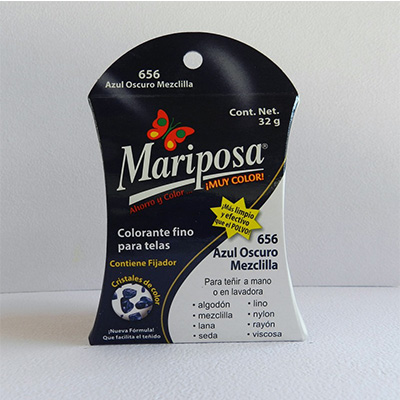 656
Azul Oscuro Mezclilla
Cont. Net.
32 g
Mariposa®
Ahorro y Color...
¡MUY COLOR!
¡Más limpio y
efectivo
que el POLVO!
Colorante fino
para telas
Contiene Fijador
Cristales de color
¡Nueva Fórmula!
Que facilita el teñido
656
Azul Oscuro
Mezclilla
Para teñir a mano
o en lavadora
• algodón
• mezclilla
• lana
• seda
• lino
• nylon
• rayón
• viscosa